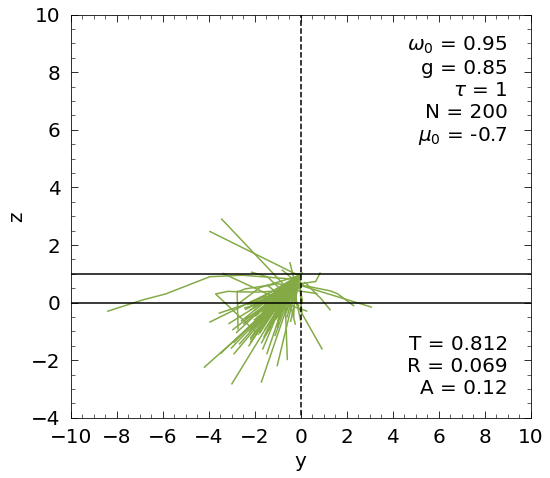 10
8
6
4
2
0
−2
−4
z
ω₀ = 0.95
g = 0.85
τ = 1
N = 200
μ₀ = -0.7
T = 0.812
R = 0.069
A = 0.12
−10 −8 −6 −4 −2 0 2 4 6 8 10
y